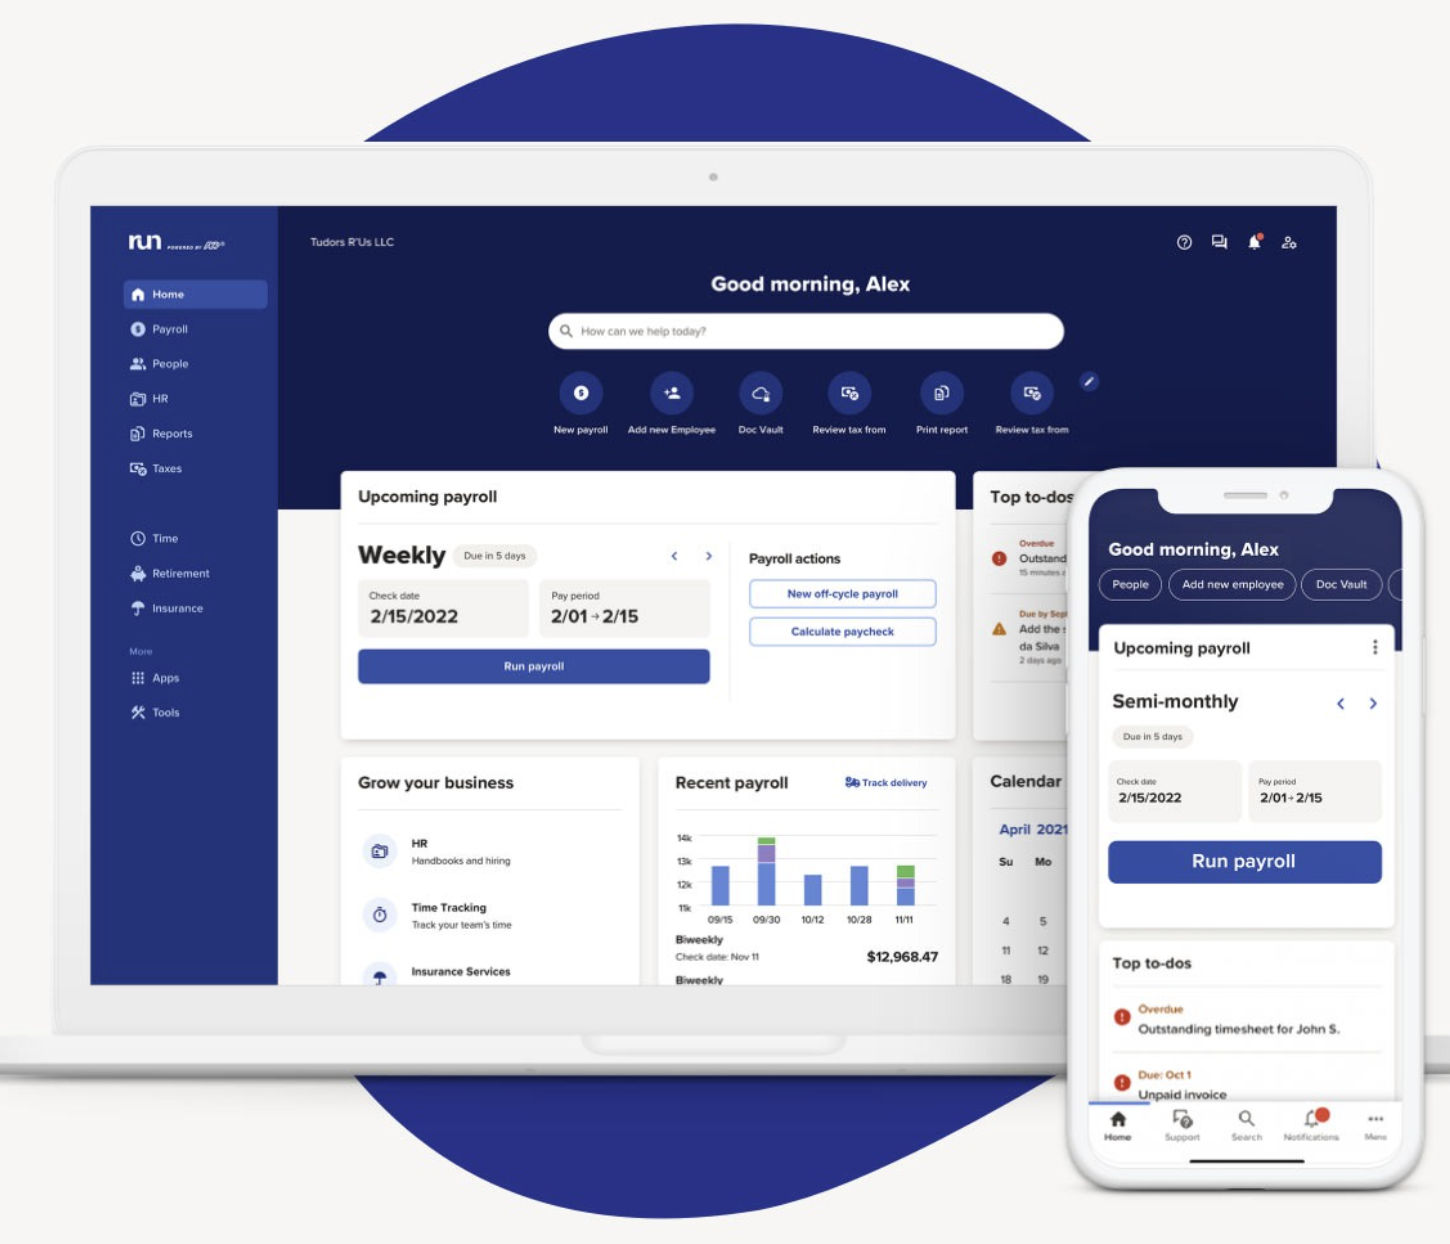 run POWERED BY ADP
Tudors R'Us LLC
Home
Payroll
People
HR
Reports
Taxes
Time
Retirement
Insurance
More
Apps
Tools
Good morning, Alex
How can we help today?
New payroll
Add new Employee
Doc Vault
Review tax from
Print report
Review tax from
Upcoming payroll
Weekly Due in 5 days
Check date
2/15/2022
Pay period
2/01→2/15
Run payroll
Payroll actions
New off-cycle payroll
Calculate paycheck
Top to-dos
Overdue
Outstand
15 minutes
Due by Sept
Add the
da Silva
2 days ago
Grow your business
HR
Handbooks and hiring
Time Tracking
Track your team's time
Insurance Services
Recent payroll Track delivery
14k
13k
12k
11k
09/15 09/30 10/12 10/28 11/11
Biweekly
Check date: Nov 11 $12,968.47
Biweekly
Calendar
April 2021
Su Mo
4 5
11 12
18 19
Good morning, Alex
People Add new employee Doc Vault
Upcoming payroll
Semi-monthly
Due in 5 days
Check date
2/15/2022
Pay period
2/01→2/15
Run payroll
Top to-dos
Overdue
Outstanding timesheet for John S.
Due: Oct 1
Unpaid invoice
Home Support Search Notifications Menu